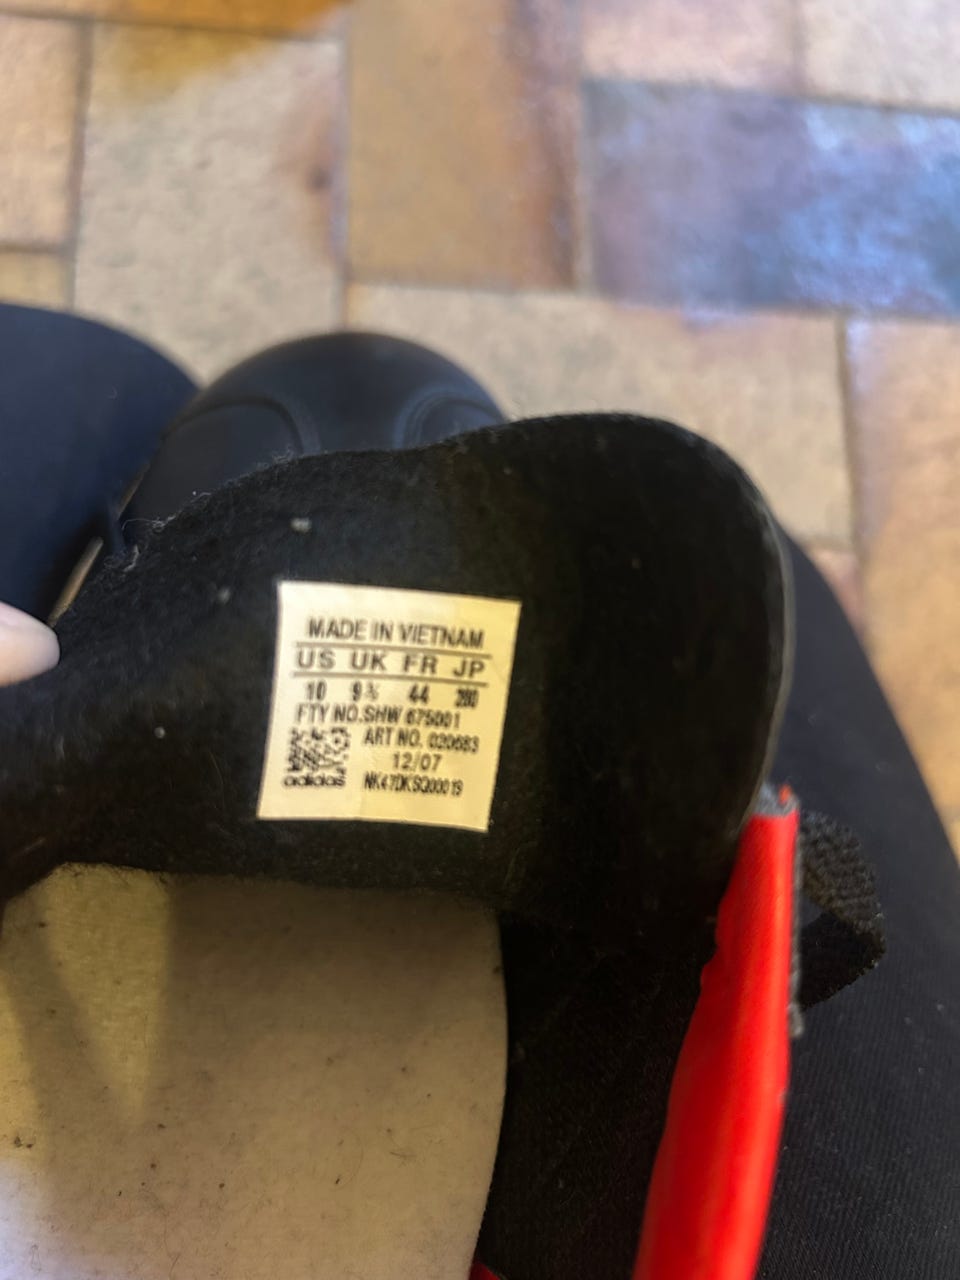 MADE IN VIETNAM
US UK FR JP
10 9½ 44 280
FTY NO.SHW 675001
ART NO. 020683
12/07
adidas NK47DKSQ00019